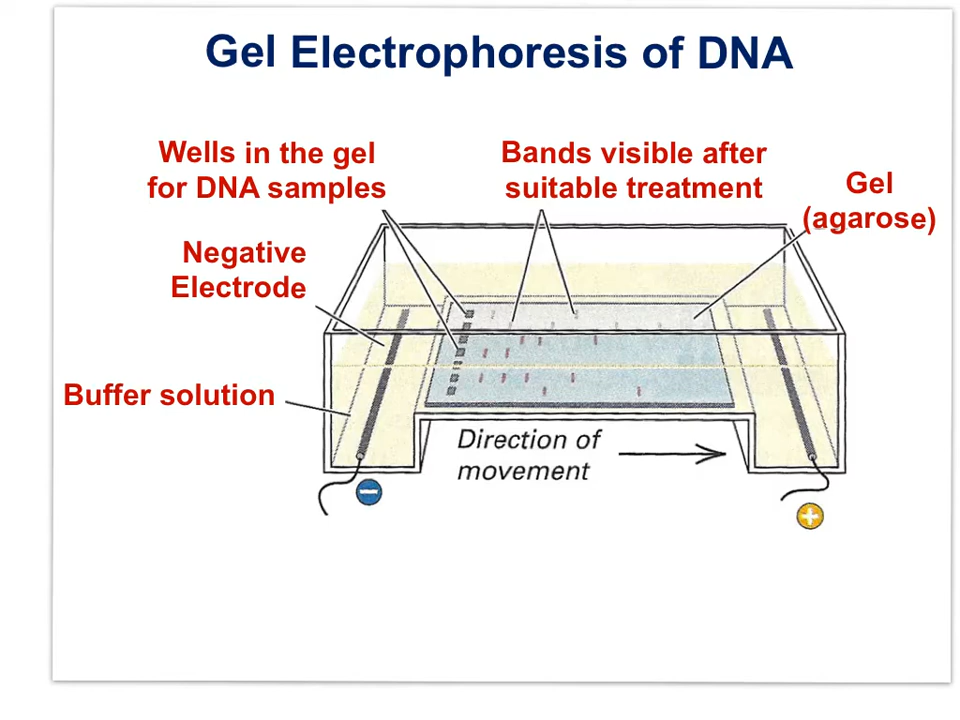 Gel Electrophoresis of DNA
Wells in the gel
for DNA samples
Bands visible after
suitable treatment
Gel
(agarose)
Negative
Electrode
Buffer solution
Direction of
movement
−
+